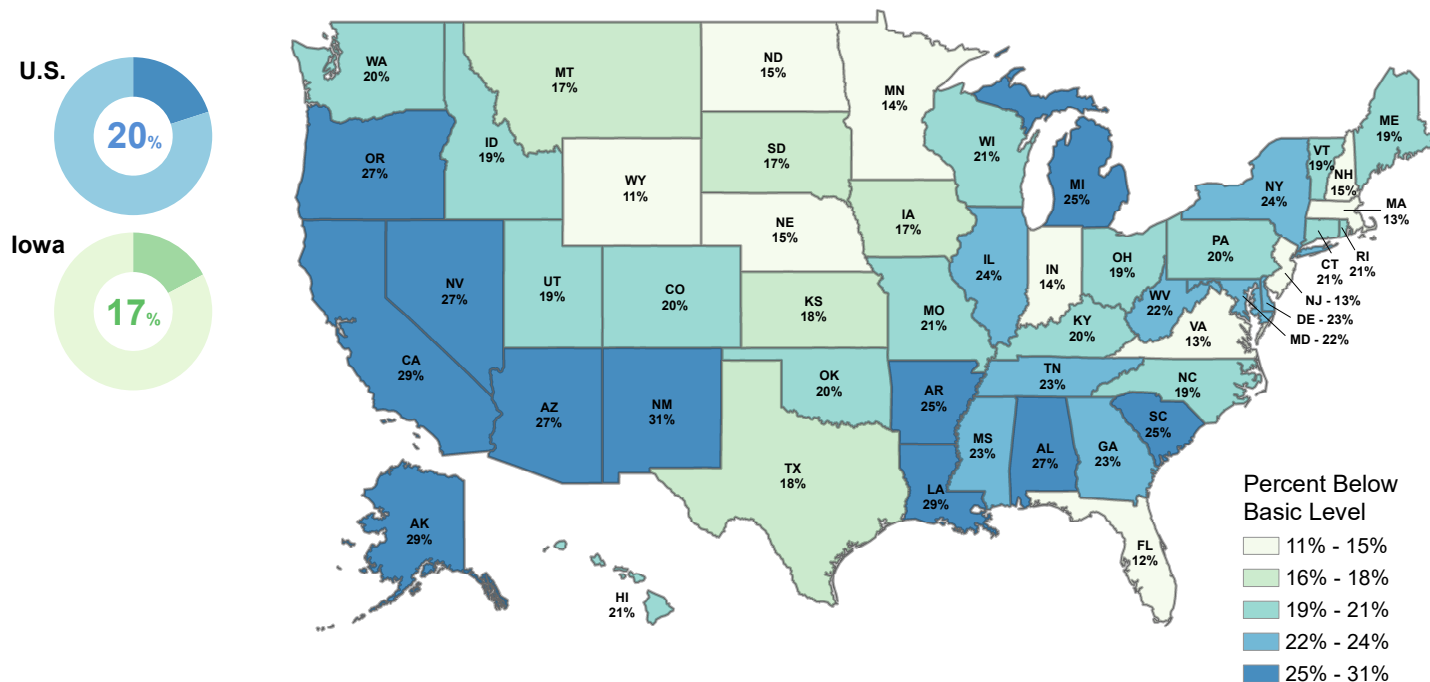 U.S.
20%
Iowa
17%
WA
20%
MT
17%
ND
15%
MN
14%
ID
19%
OR
27%
WY
11%
SD
17%
WI
21%
MI
25%
NY
24%
VT
19%
NH
15%
ME
19%
MA
13%
RI
21%
CT
21%
NJ - 13%
DE - 23%
MD - 22%
NE
15%
IA
17%
IL
24%
IN
14%
OH
19%
PA
20%
WV
22%
VA
13%
KY
20%
NV
27%
UT
19%
CO
20%
KS
18%
MO
21%
CA
29%
AZ
27%
NM
31%
OK
20%
AR
25%
TN
23%
NC
19%
SC
25%
MS
23%
AL
27%
GA
23%
TX
18%
LA
29%
FL
12%
AK
29%
HI
21%
Percent Below
Basic Level
11% - 15%
16% - 18%
19% - 21%
22% - 24%
25% - 31%